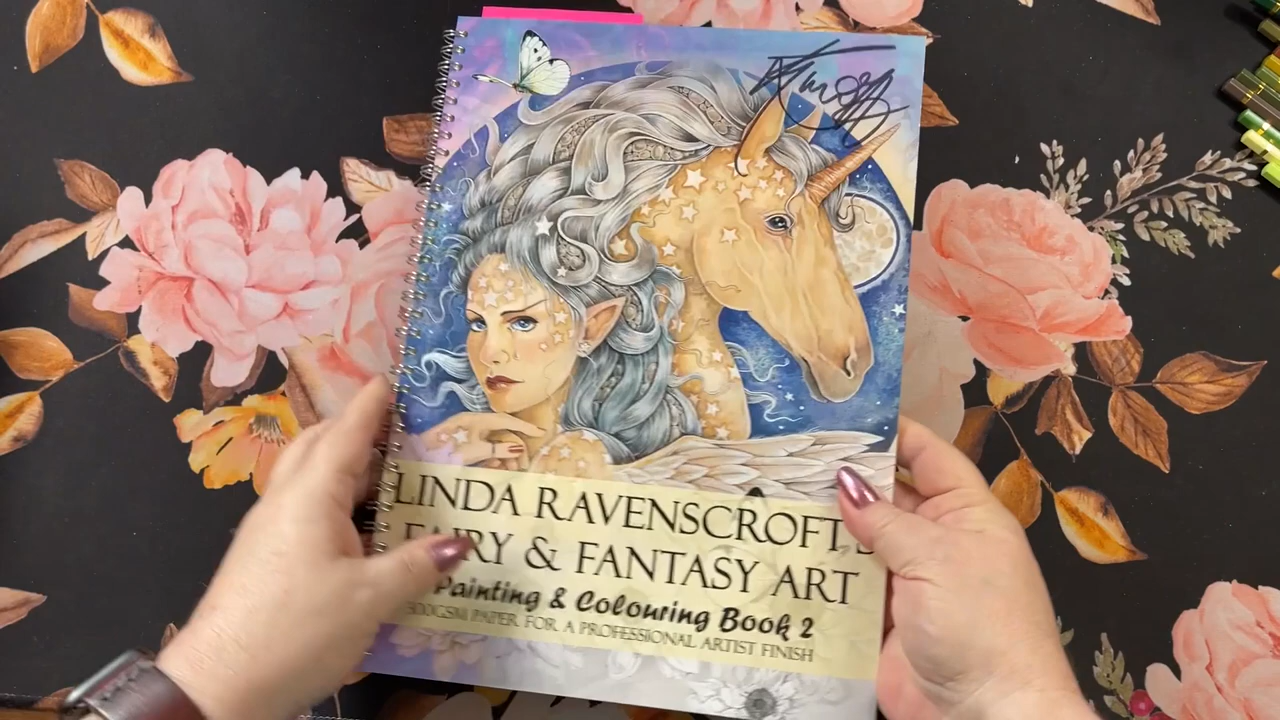 LINDA RAVENSCROFT'S
FAIRY & FANTASY ART
Painting & Colouring Book 2
300GSM PAPER FOR A PROFESSIONAL ARTIST FINISH